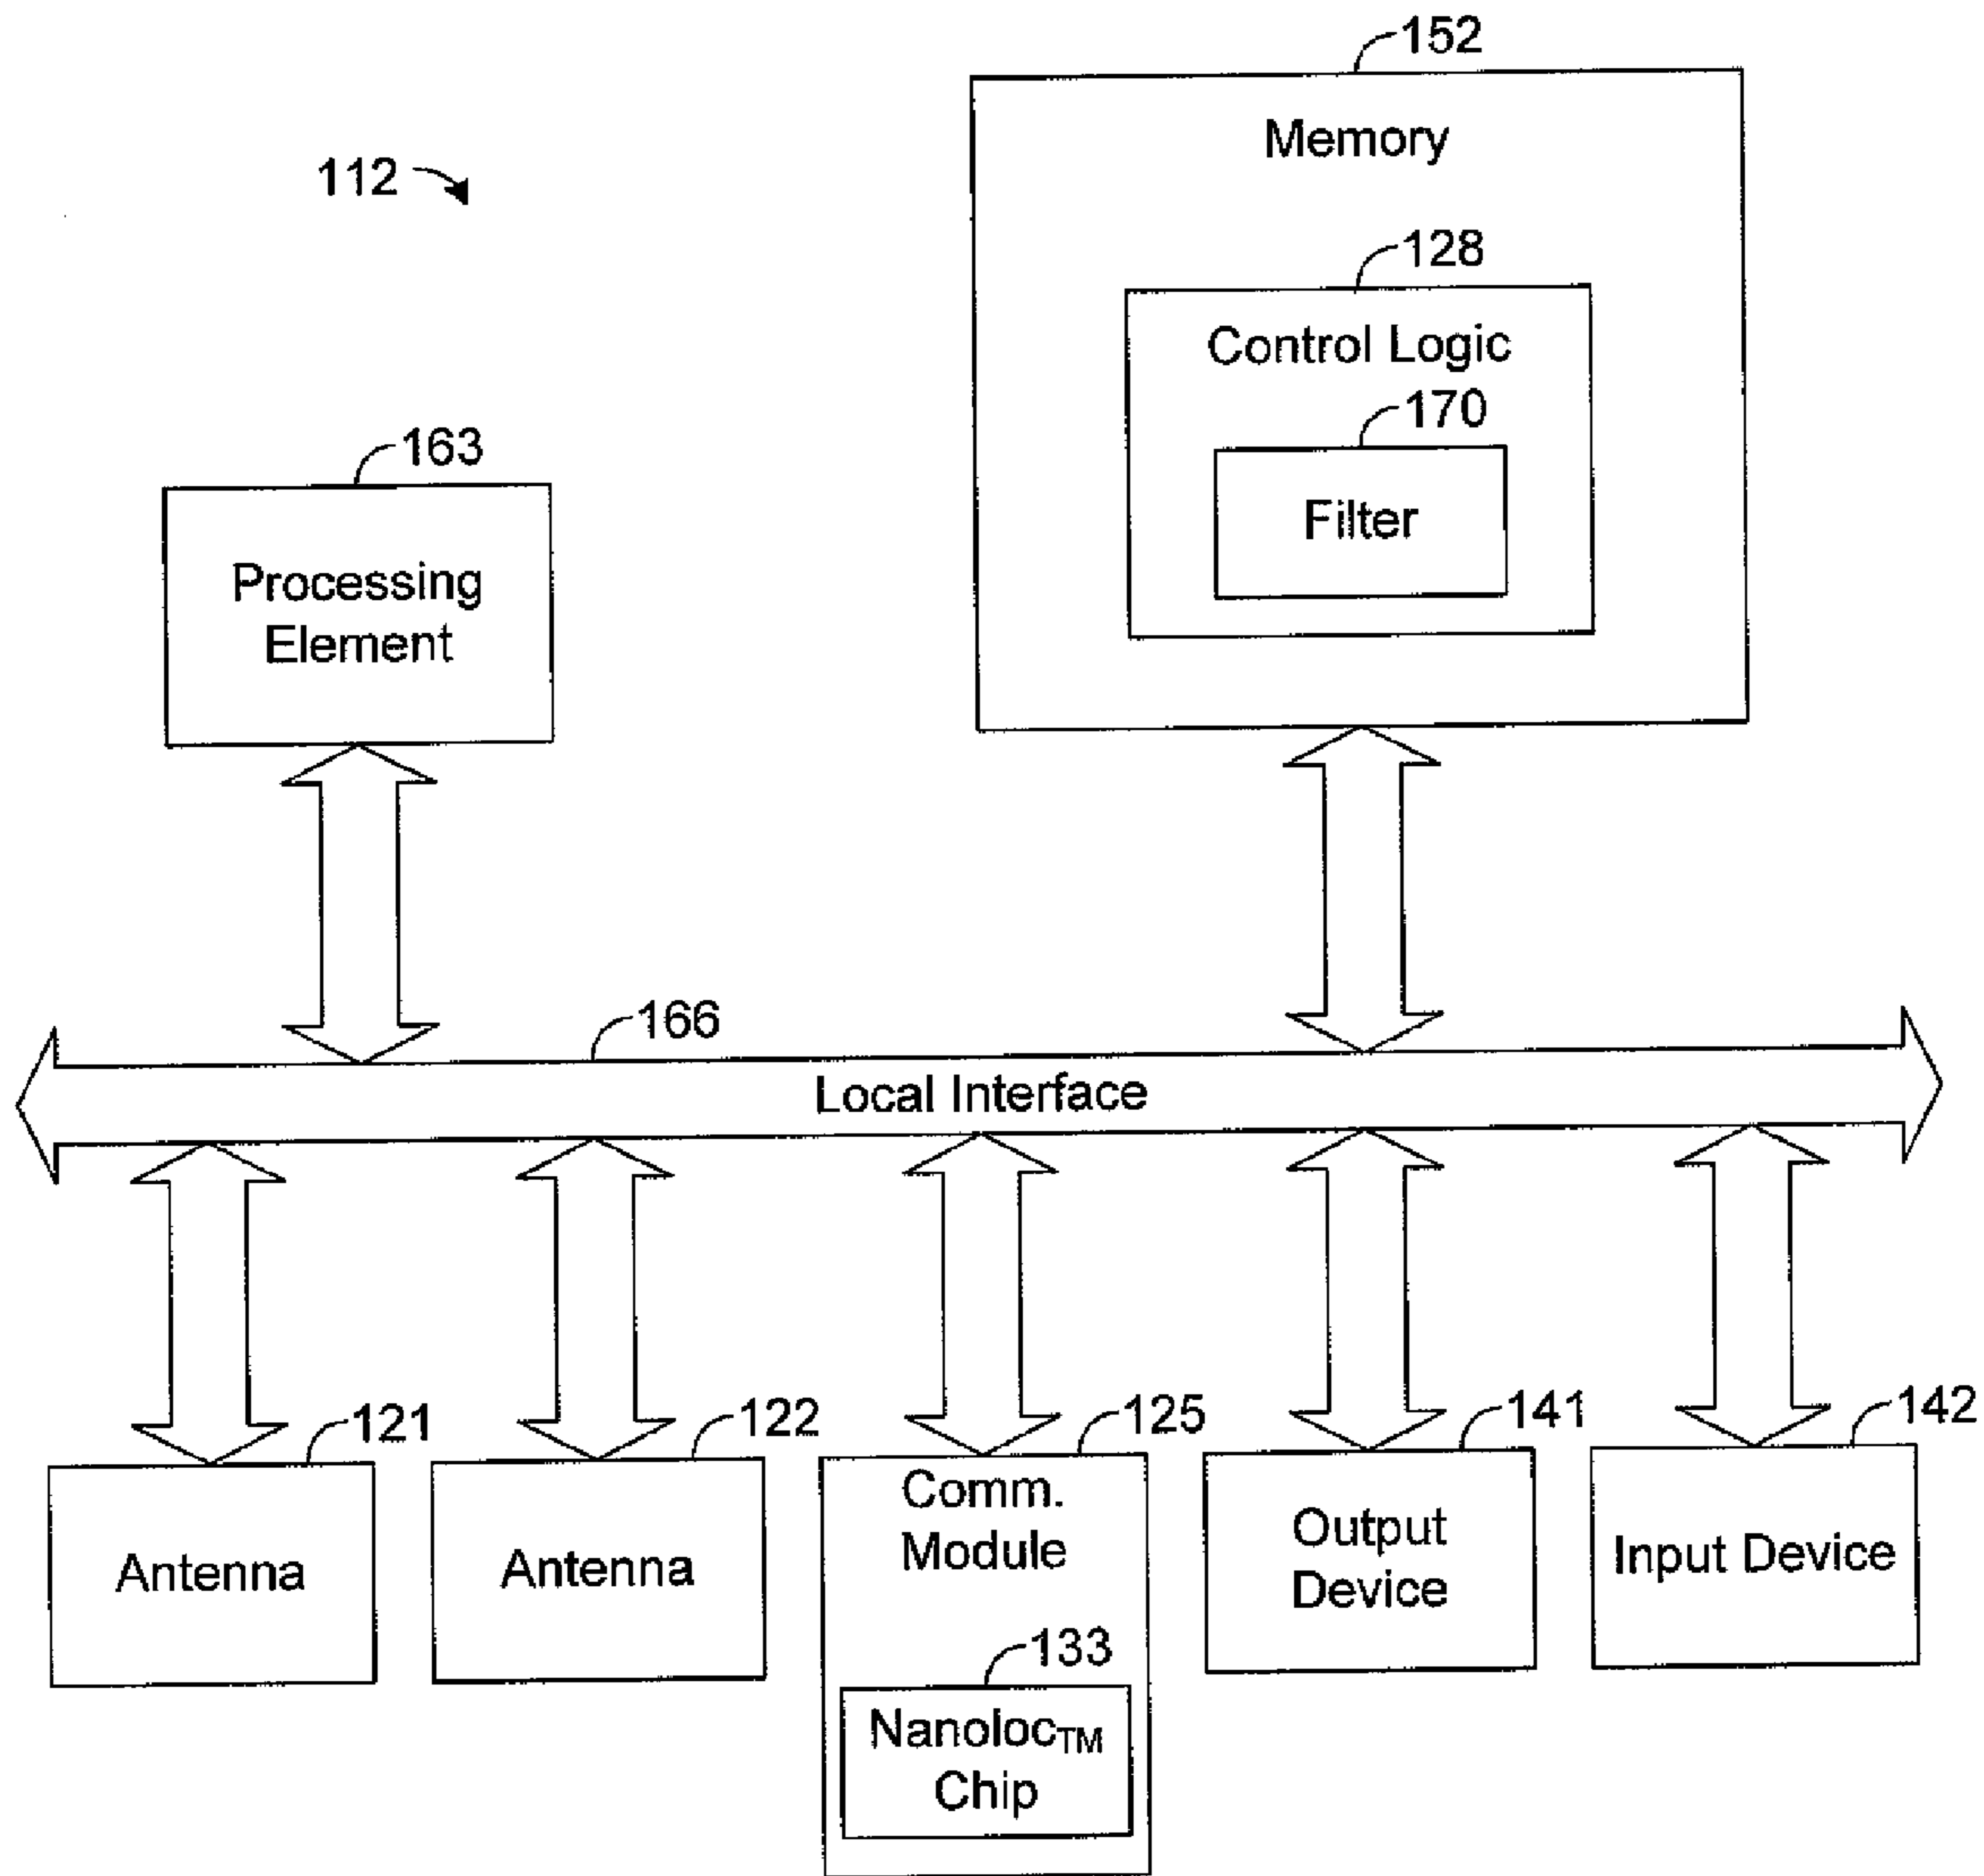 152
Memory
112
128
Control Logic
170
Filter
163
Processing
Element
166
Local Interface
121
Antenna
122
Antenna
125
Comm.
Module
133
Nanoloc™
Chip
141
Output
Device
142
Input Device